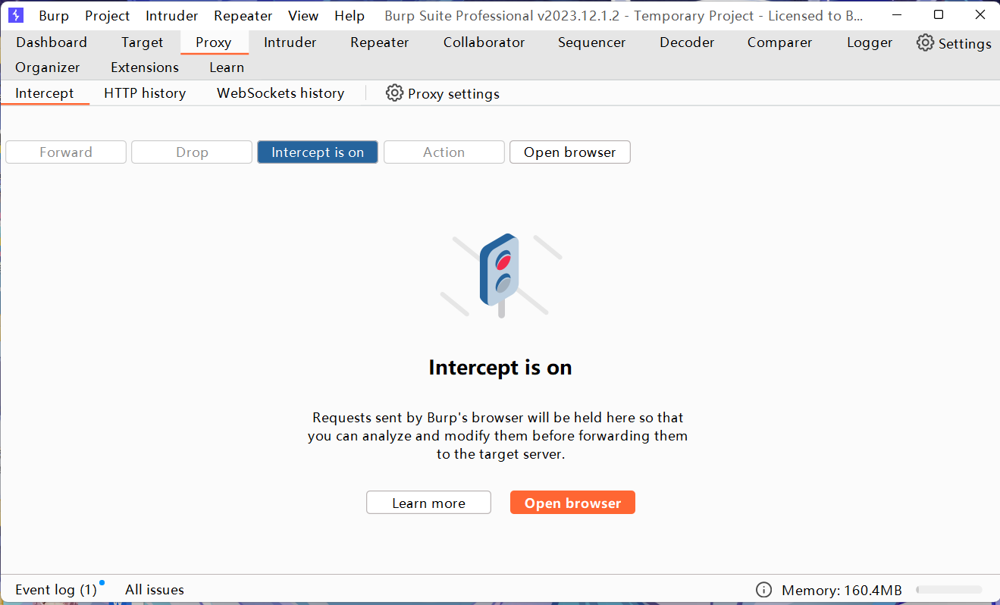 Burp Project Intruder Repeater View Help Burp Suite Professional v2023.12.1.2 - Temporary Project - Licensed to B...
Dashboard Target Proxy Intruder Repeater Collaborator Sequencer Decoder Comparer Logger Settings
Organizer Extensions Learn
Intercept HTTP history WebSockets history Proxy settings
Forward Drop Intercept is on Action Open browser
Intercept is on
Requests sent by Burp's browser will be held here so that
you can analyze and modify them before forwarding them
to the target server.
Learn more Open browser
Event log (1) All issues Memory: 160.4MB